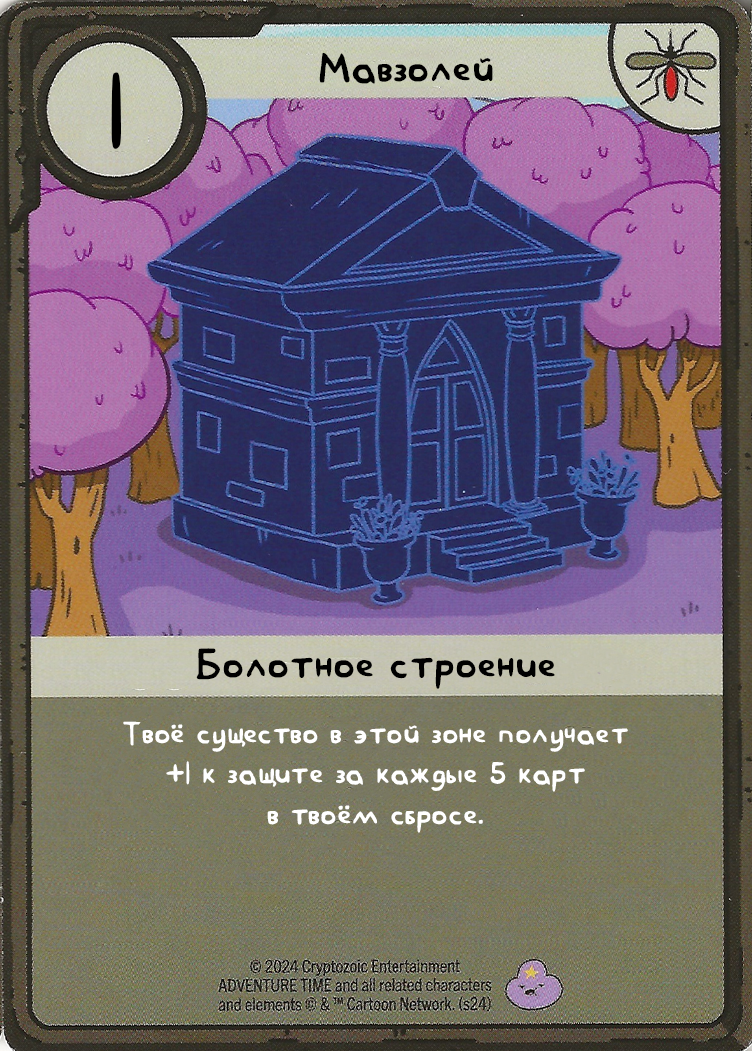 1
Мавзолей
Болотное строение
Твоё существо в этой зоне получает
+1 к защите за каждые 5 карт
в твоём сбросе.
© 2024 Cryptozoic Entertainment
ADVENTURE TIME and all related characters
and elements © & ™ Cartoon Network. (s24)